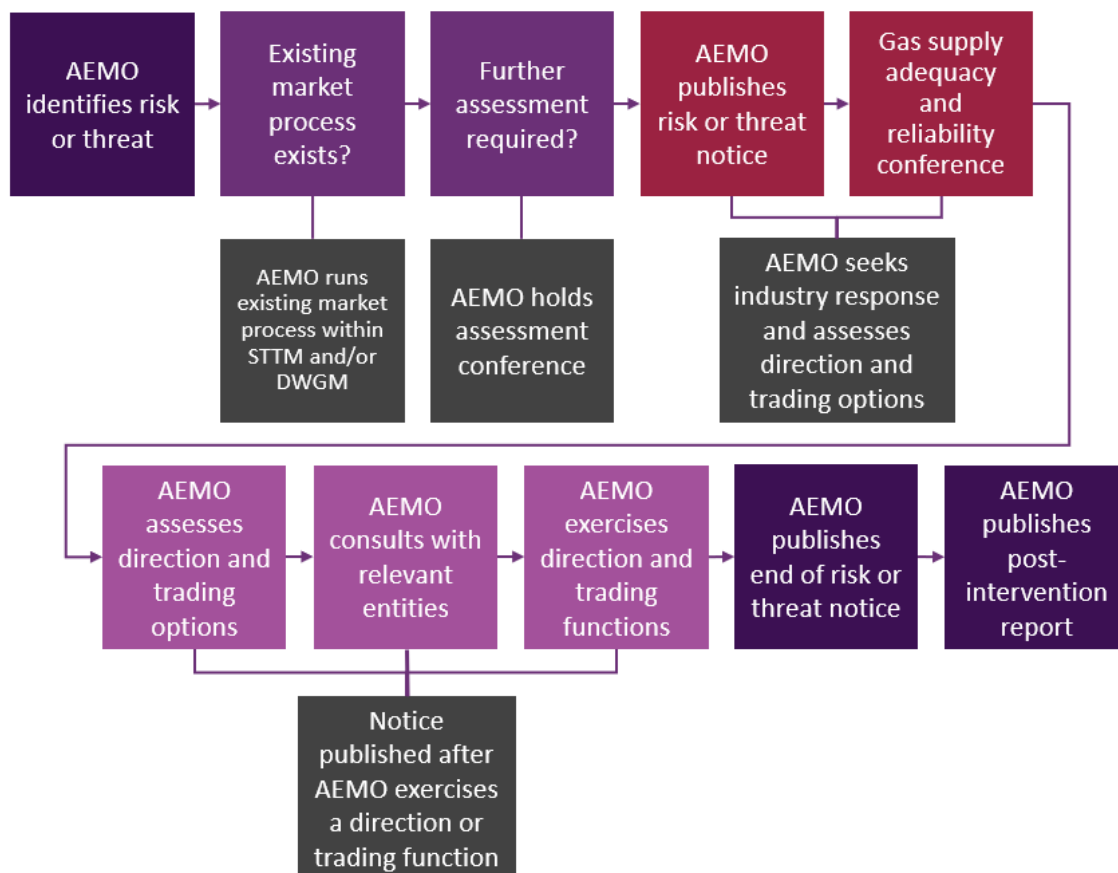 AEMO
identifies risk
or threat
Existing
market
process
exists?
Further
assessment
required?
AEMO
publishes
risk or threat
notice
Gas supply
adequacy
and
reliability
conference
AEMO runs
existing market
process within
STTM and/or
DWGM
AEMO holds
assessment
conference
AEMO seeks
industry response
and assesses
direction and
trading options
AEMO
assesses
direction and
trading
options
AEMO
consults with
relevant
entities
AEMO
exercises
direction and
trading
functions
AEMO
publishes
end of risk or
threat notice
AEMO
publishes
post-
intervention
report
Notice
published after
AEMO exercises
a direction or
trading function